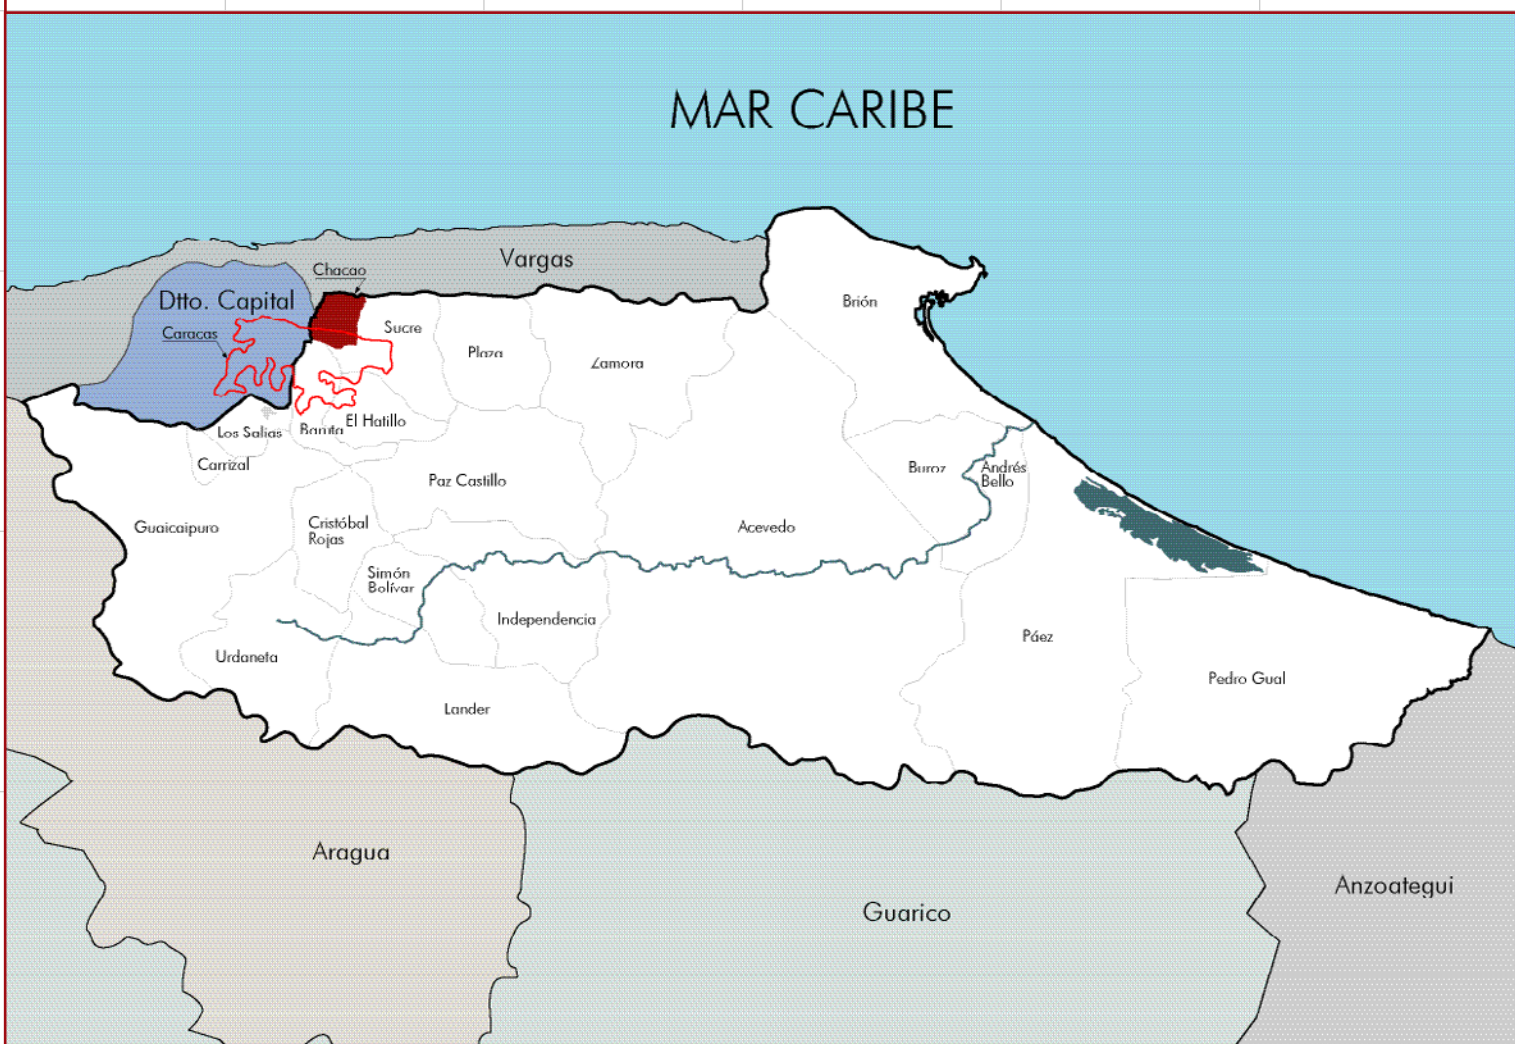 MAR CARIBE
Vargas
Chacao
Dtto. Capital
Brión
Caracas
Sucre
Plaza
Zamora
El Hatillo
Los Salias
Baruta
Carrizal
Paz Castillo
Buroz
Andrés
Bello
Guaicaipuro
Cristóbal
Rojas
Acevedo
Simón
Bolívar
Independencia
Urdaneta
Páez
Pedro Gual
Lander
Aragua
Anzoategui
Guarico